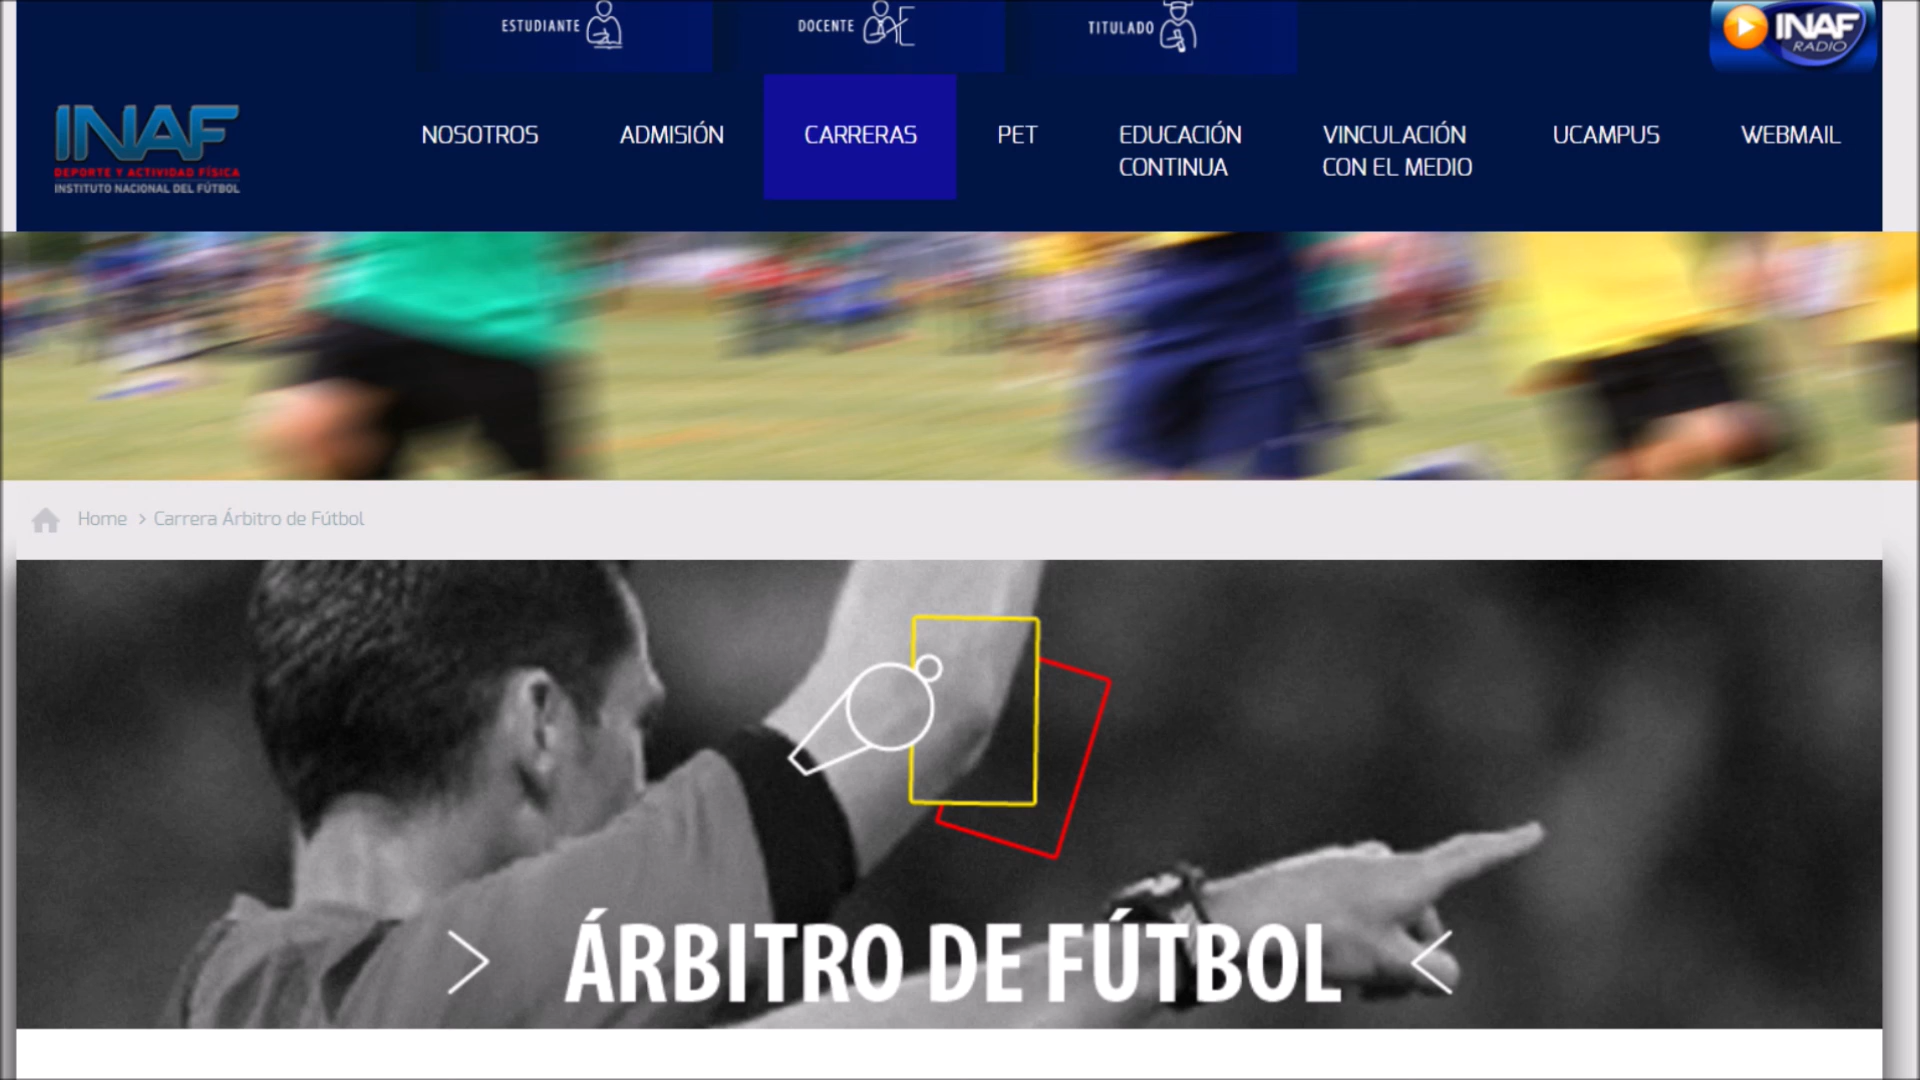 ESTUDIANTE
DOCENTE
TITULADO
INAF
RADIO
INAF
DEPORTE Y ACTIVIDAD FÍSICA
INSTITUTO NACIONAL DEL FÚTBOL
NOSOTROS
ADMISIÓN
CARRERAS
PET
EDUCACIÓN
CONTINUA
VINCULACIÓN
CON EL MEDIO
UCAMPUS
WEBMAIL
Home > Carrera Árbitro de Fútbol
> ÁRBITRO DE FÚTBOL <